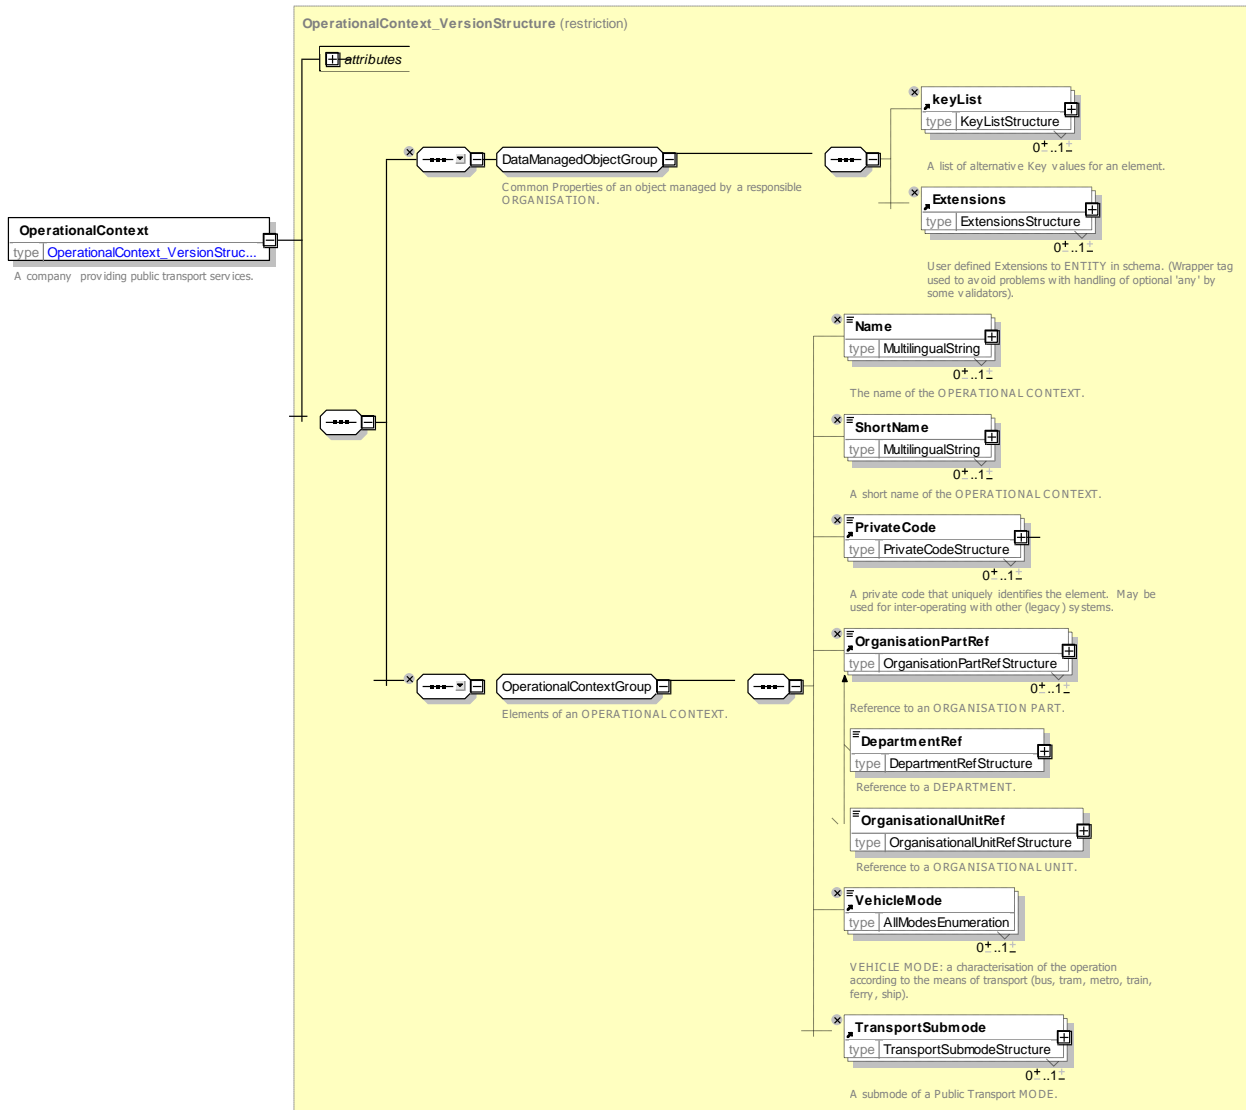 OperationalContext_VersionStructure (restriction)
attributes
keyList
type KeyListStructure
0±..1±
A list of alternative Key values for an element.
DataManagedObjectGroup
Common Properties of an object managed by a responsible
ORGANISATION.
Extensions
type ExtensionsStructure
0±..1±
User defined Extensions to ENTITY in schema. (Wrapper tag
used to avoid problems with handling of optional 'any' by
some validators).
OperationalContext
type OperationalContext_VersionStruc...
A company providing public transport services.
Name
type MultilingualString
0±..1±
The name of the OPERATIONAL CONTEXT.
ShortName
type MultilingualString
0±..1±
A short name of the OPERATIONAL CONTEXT.
PrivateCode
type PrivateCodeStructure
0±..1±
A private code that uniquely identifies the element. May be
used for inter-operating with other (legacy) systems.
OrganisationPartRef
type OrganisationPartRefStructure
0±..1±
Reference to an ORGANISATION PART.
OperationalContextGroup
Elements of an OPERATIONAL CONTEXT.
DepartmentRef
type DepartmentRefStructure
Reference to a DEPARTMENT.
OrganisationalUnitRef
type OrganisationalUnitRefStructure
Reference to a ORGANISATIONAL UNIT.
VehicleMode
type AllModesEnumeration
0±..1±
VEHICLE MODE: a characterisation of the operation
according to the means of transport (bus, tram, metro, train,
ferry, ship).
TransportSubmode
type TransportSubmodeStructure
0±..1±
A submode of a Public Transport MODE.